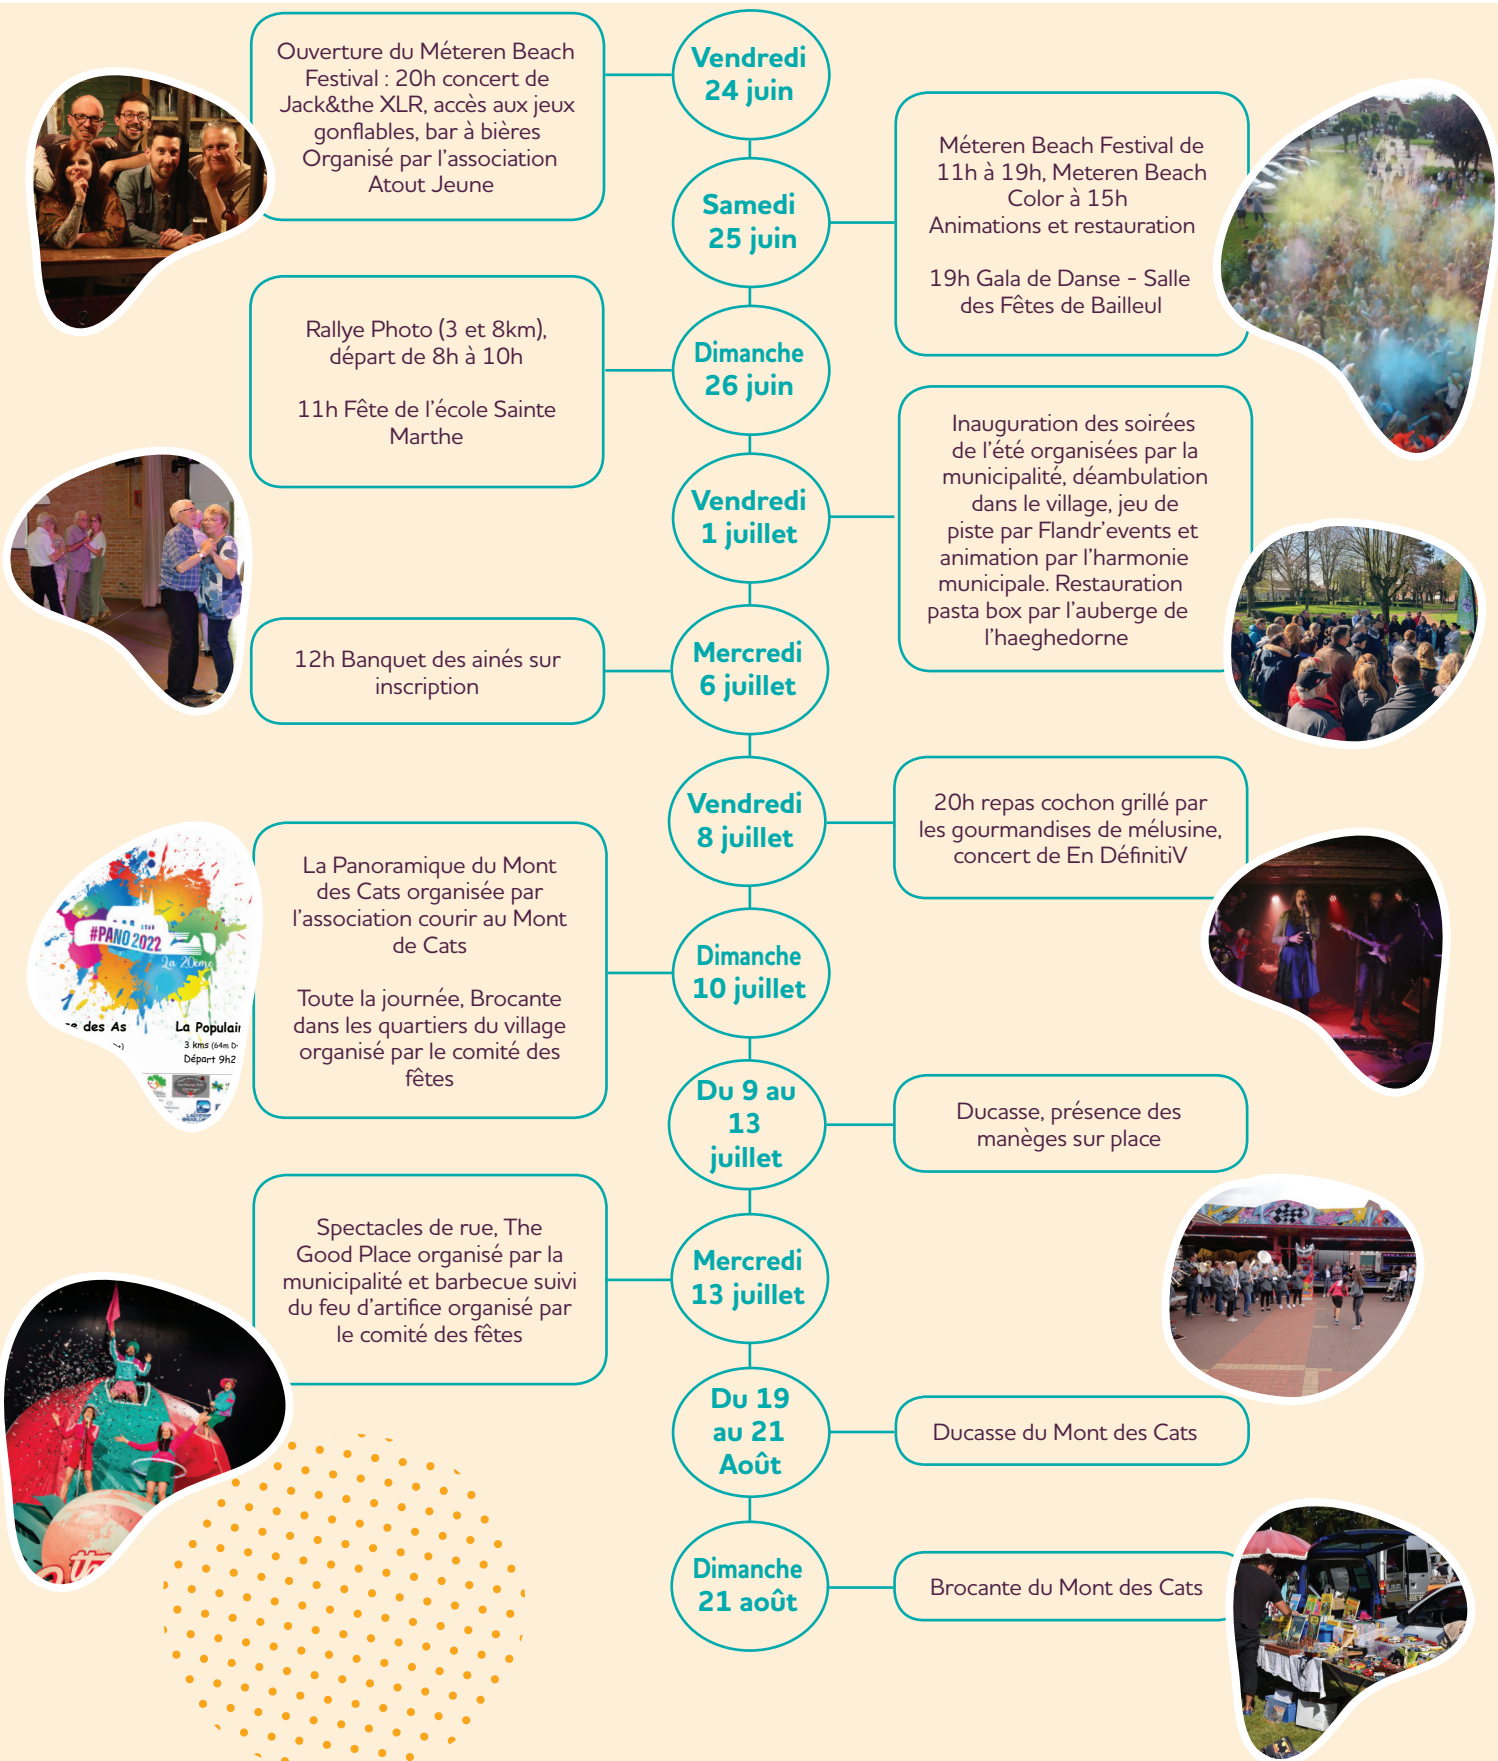 Vendredi
24 juin
Ouverture du Méteren Beach
Festival : 20h concert de
Jack&the XLR, accès aux jeux
gonflables, bar à bières
Organisé par l'association
Atout Jeune
Samedi
25 juin
Méteren Beach Festival de
11h à 19h, Meteren Beach
Color à 15h
Animations et restauration
19h Gala de Danse - Salle
des Fêtes de Bailleul
Dimanche
26 juin
Rallye Photo (3 et 8km),
départ de 8h à 10h
11h Fête de l'école Sainte
Marthe
Vendredi
1 juillet
Inauguration des soirées
de l'été organisées par la
municipalité, déambulation
dans le village, jeu de
piste par Flandr'events et
animation par l'harmonie
municipale. Restauration
pasta box par l'auberge de
l'haeghedorne
Mercredi
6 juillet
12h Banquet des ainés sur
inscription
Vendredi
8 juillet
20h repas cochon grillé par
les gourmandises de mélusine,
concert de En DéfinitiV
Dimanche
10 juillet
La Panoramique du Mont
des Cats organisée par
l'association courir au Mont
de Cats
Toute la journée, Brocante
dans les quartiers du village
organisé par le comité des
fêtes
#PANO 2022
La 20ème
des As
La Populair
3 kms (64m D+
Départ 9h2
Du 9 au
13
juillet
Ducasse, présence des
manèges sur place
Mercredi
13 juillet
Spectacles de rue, The
Good Place organisé par la
municipalité et barbecue suivi
du feu d'artifice organisé par
le comité des fêtes
Du 19
au 21
Août
Ducasse du Mont des Cats
Dimanche
21 août
Brocante du Mont des Cats